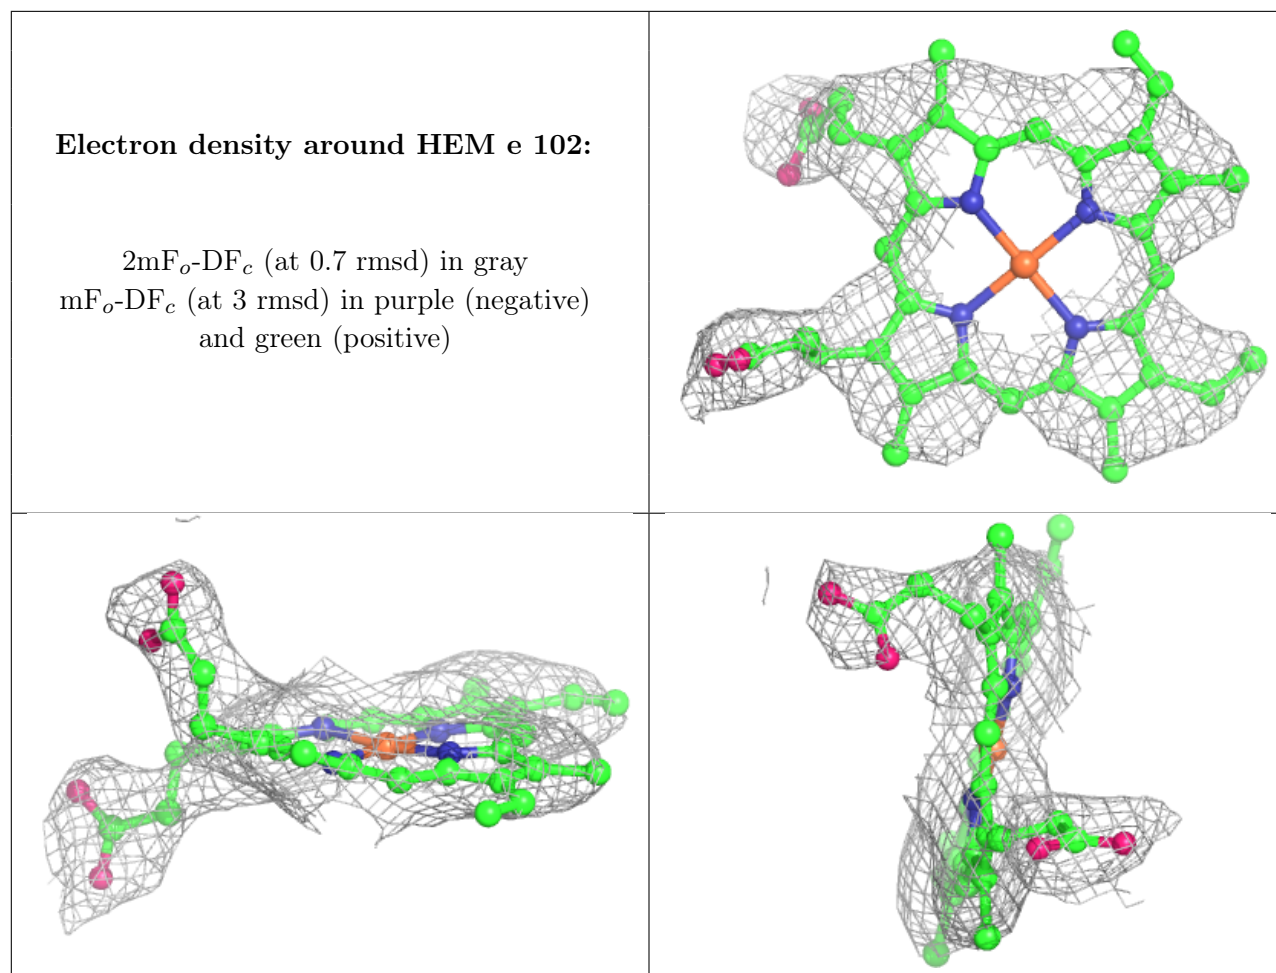 Electron density around HEM e 102:
2mFo-DFc (at 0.7 rmsd) in gray
mFo-DFc (at 3 rmsd) in purple (negative)
and green (positive)